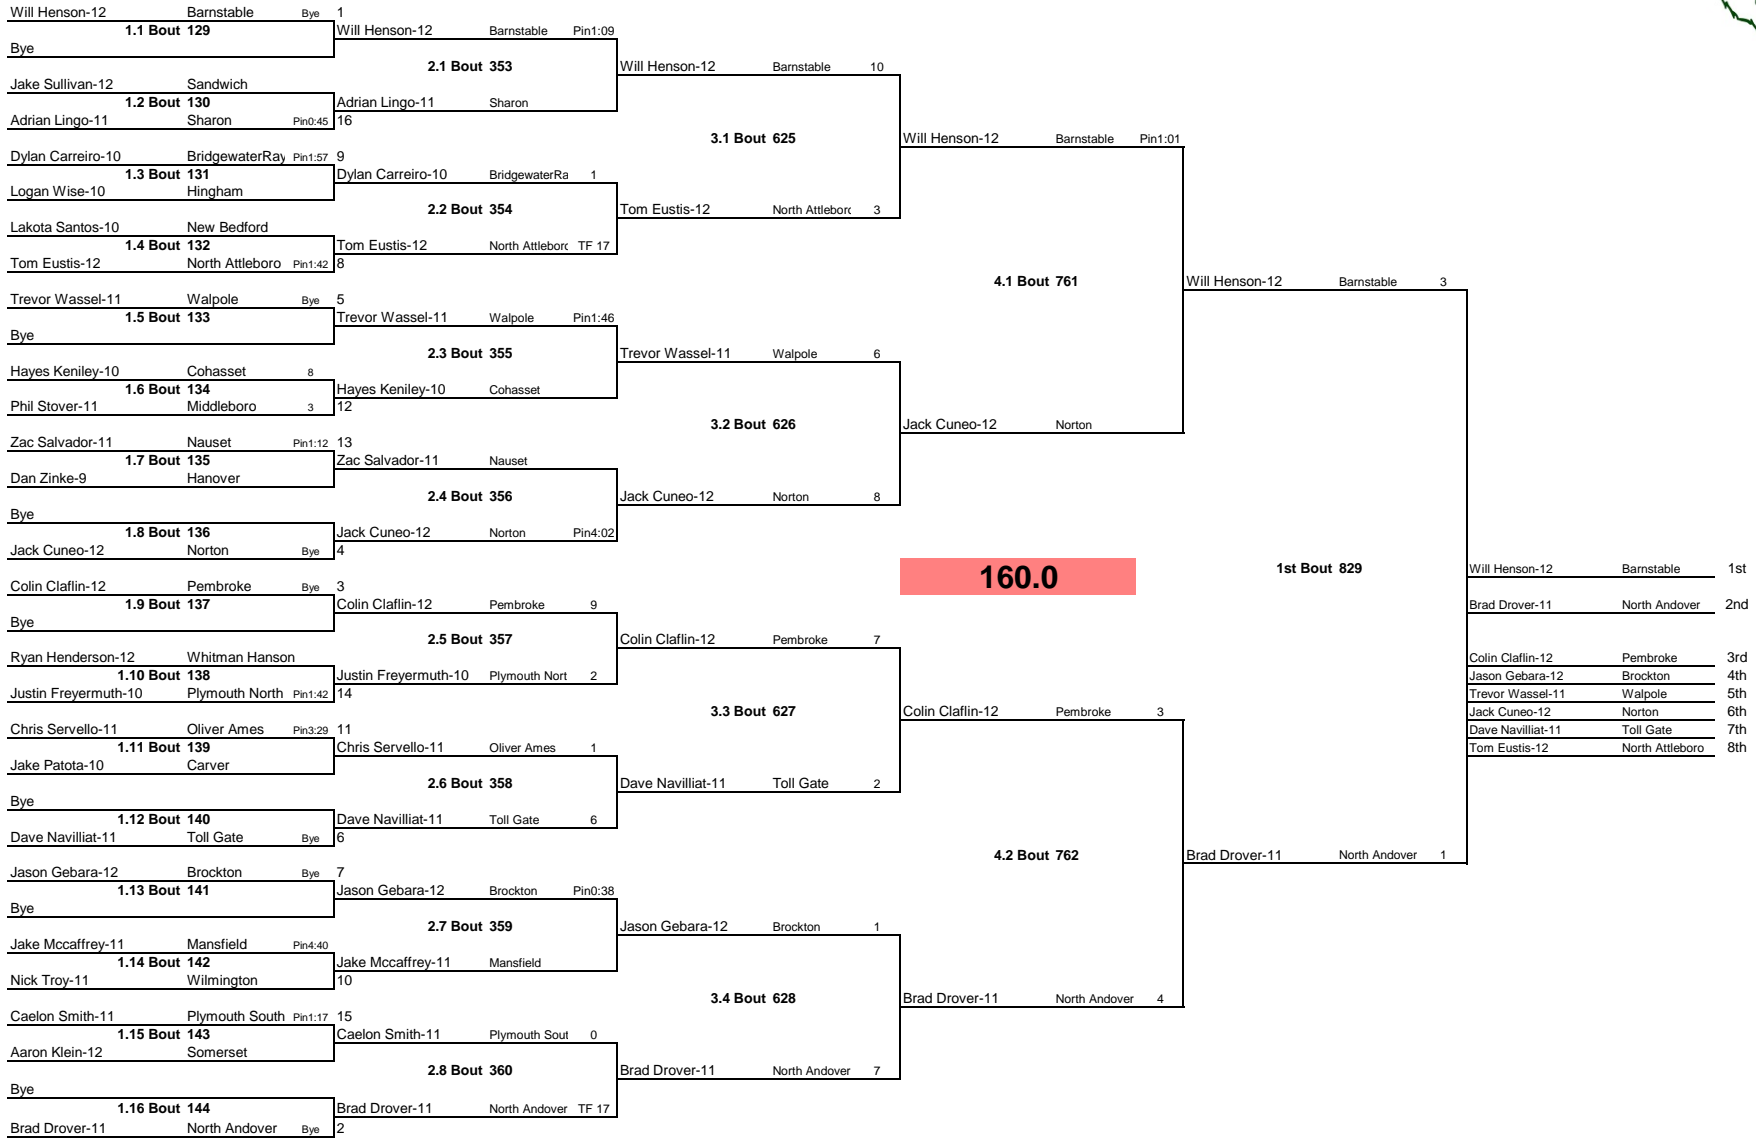 Will Henson-12 Barnstable Bye 1
1.1 Bout 129 Will Henson-12 Barnstable Pin1:09
Bye
2.1 Bout 353 Will Henson-12 Barnstable 10
Jake Sullivan-12 Sandwich
1.2 Bout 130 Adrian Lingo-11 Sharon
Adrian Lingo-11 Sharon Pin0:45 16
3.1 Bout 625 Will Henson-12 Barnstable Pin1:01
Dylan Carreiro-10 BridgewaterRay Pin1:57 9
1.3 Bout 131 Dylan Carreiro-10 BridgewaterRa 1
Logan Wise-10 Hingham
2.2 Bout 354 Tom Eustis-12 North Attleborc 3
Lakota Santos-10 New Bedford
1.4 Bout 132 Tom Eustis-12 North Attleborc TF 17
Tom Eustis-12 North Attleboro Pin1:42 8
4.1 Bout 761 Will Henson-12 Barnstable 3
Trevor Wassel-11 Walpole Bye 5
1.5 Bout 133 Trevor Wassel-11 Walpole Pin1:46
Bye
2.3 Bout 355 Trevor Wassel-11 Walpole 6
Hayes Keniley-10 Cohasset 8
1.6 Bout 134 Hayes Keniley-10 Cohasset
Phil Stover-11 Middleboro 3 12
3.2 Bout 626 Jack Cuneo-12 Norton
Zac Salvador-11 Nauset Pin1:12 13
1.7 Bout 135 Zac Salvador-11 Nauset
Dan Zinke-9 Hanover
2.4 Bout 356 Jack Cuneo-12 Norton 8
Bye
1.8 Bout 136 Jack Cuneo-12 Norton Pin4:02
Jack Cuneo-12 Norton Bye 4
160.0 1st Bout 829 Will Henson-12 Barnstable 1st
Colin Claflin-12 Pembroke Bye 3
1.9 Bout 137 Colin Claflin-12 Pembroke 9 Brad Drover-11 North Andover 2nd
Bye
2.5 Bout 357 Colin Claflin-12 Pembroke 7
Ryan Henderson-12 Whitman Hanson Colin Claflin-12 Pembroke 3rd
1.10 Bout 138 Justin Freyermuth-10 Plymouth Nort 2 Jason Gebara-12 Brockton 4th
Justin Freyermuth-10 Plymouth North Pin1:42 14 Trevor Wassel-11 Walpole 5th
3.3 Bout 627 Colin Claflin-12 Pembroke 3 Jack Cuneo-12 Norton 6th
Chris Servello-11 Oliver Ames Pin3:29 11 Dave Navilliat-11 Toll Gate 7th
1.11 Bout 139 Chris Servello-11 Oliver Ames 1 Tom Eustis-12 North Attleboro 8th
Jake Patota-10 Carver
2.6 Bout 358 Dave Navilliat-11 Toll Gate 2
Bye
1.12 Bout 140 Dave Navilliat-11 Toll Gate 6
Dave Navilliat-11 Toll Gate Bye 6
4.2 Bout 762 Brad Drover-11 North Andover 1
Jason Gebara-12 Brockton Bye 7
1.13 Bout 141 Jason Gebara-12 Brockton Pin0:38
Bye
2.7 Bout 359 Jason Gebara-12 Brockton 1
Jake Mccaffrey-11 Mansfield Pin4:40
1.14 Bout 142 Jake Mccaffrey-11 Mansfield
Nick Troy-11 Wilmington 10
3.4 Bout 628 Brad Drover-11 North Andover 4
Caelon Smith-11 Plymouth South Pin1:17 15
1.15 Bout 143 Caelon Smith-11 Plymouth Sout 0
Aaron Klein-12 Somerset
2.8 Bout 360 Brad Drover-11 North Andover 7
Bye
1.16 Bout 144 Brad Drover-11 North Andover TF 17
Brad Drover-11 North Andover Bye 2